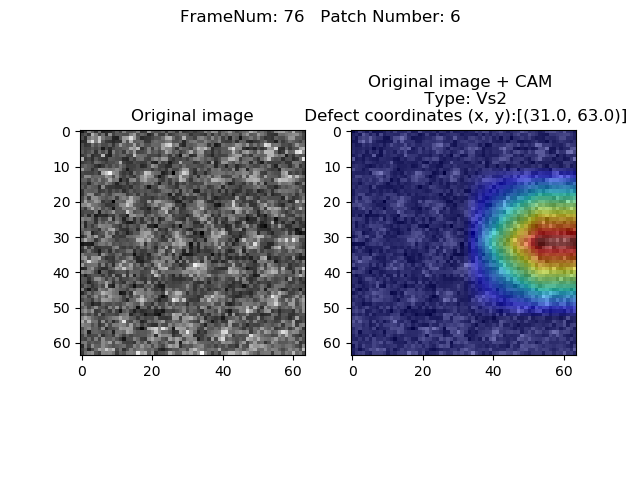 FrameNum: 76   Patch Number: 6
Original image
Original image + CAM
Type: Vs2
Defect coordinates (x, y):[(31.0, 63.0)]
0
10
20
30
40
50
60
0 20 40 60
0
10
20
30
40
50
60
0 20 40 60